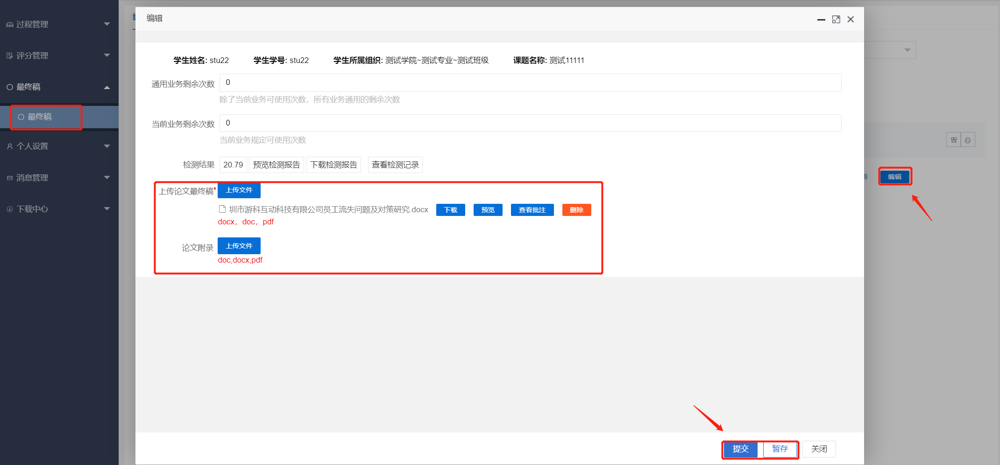 过程管理
评分管理
最终稿
最终稿
个人设置
消息管理
下载中心
编辑
学生姓名: stu22 学生学号: stu22 学生所属组织: 测试学院~测试专业~测试班级 课题名称: 测试11111
通用业务剩余次数 0
除了当前业务可使用次数，所有业务通用的剩余次数
当前业务剩余次数 0
当前业务规定可使用次数
检测结果 20.79 预览检测报告 下载检测报告 查看检测记录
上传论文最终稿* 上传文件
圳市游科互动科技有限公司员工流失问题及对策研究.docx 下载 预览 查看批注 删除
docx，doc，pdf
论文附录 上传文件
doc,docx,pdf
看 编辑
提交 暂存 关闭